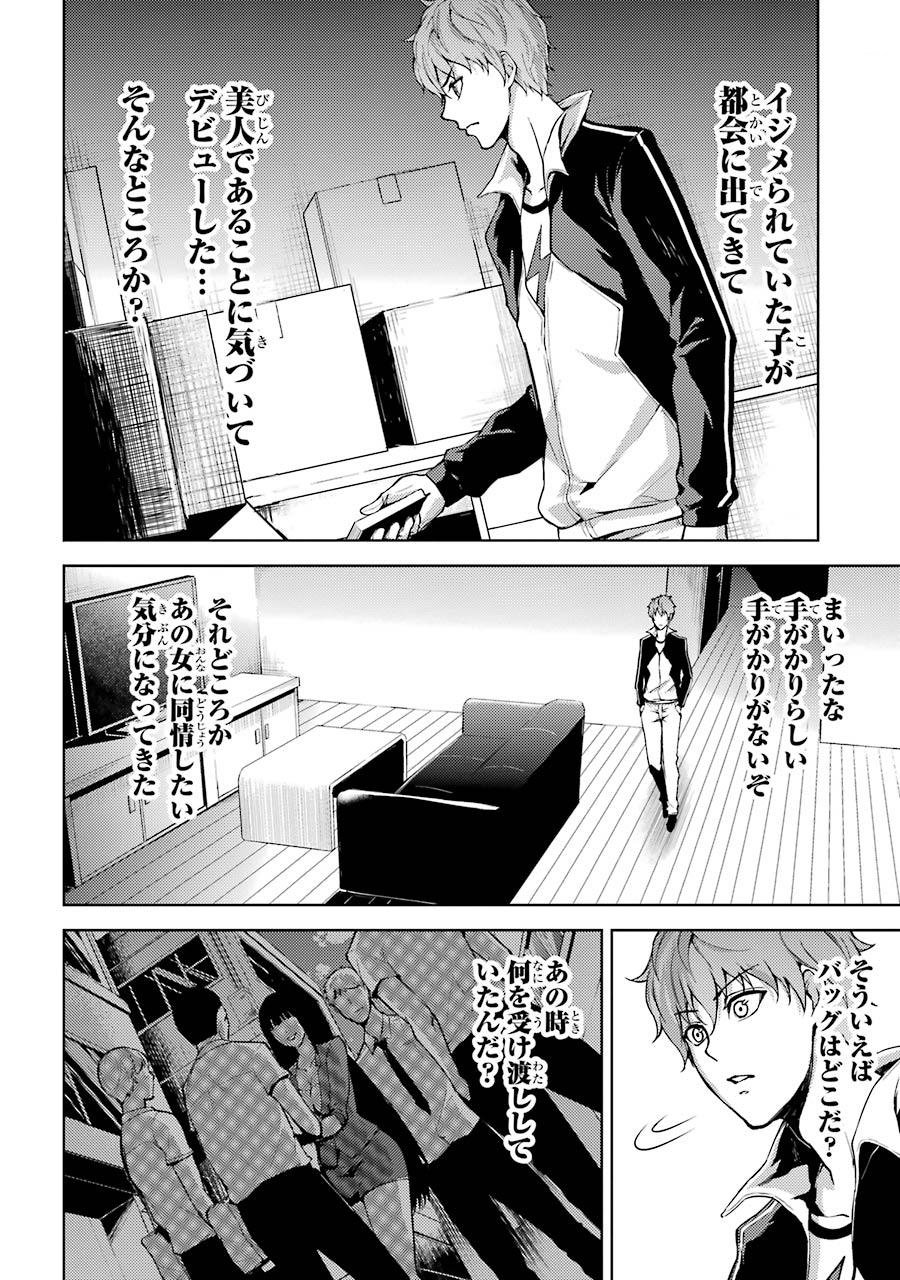 イジメられていた子が
都会に出てきて
美人であることに気づいて
デビューした…
そんなところか？
まいったな
手がかりらしい
手がかりがないぞ
それどころか
あの女に同情したい
気分になってきた
そういえば
バッグはどこだ？
あの時
何を受け渡しして
いたんだ？